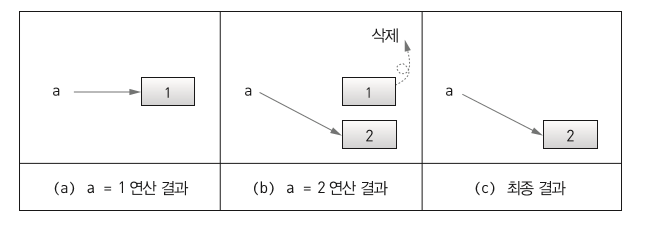 삭제
a 1
a 1
2
a 2
(a) a = 1 연산 결과
(b) a = 2 연산 결과
(c) 최종 결과